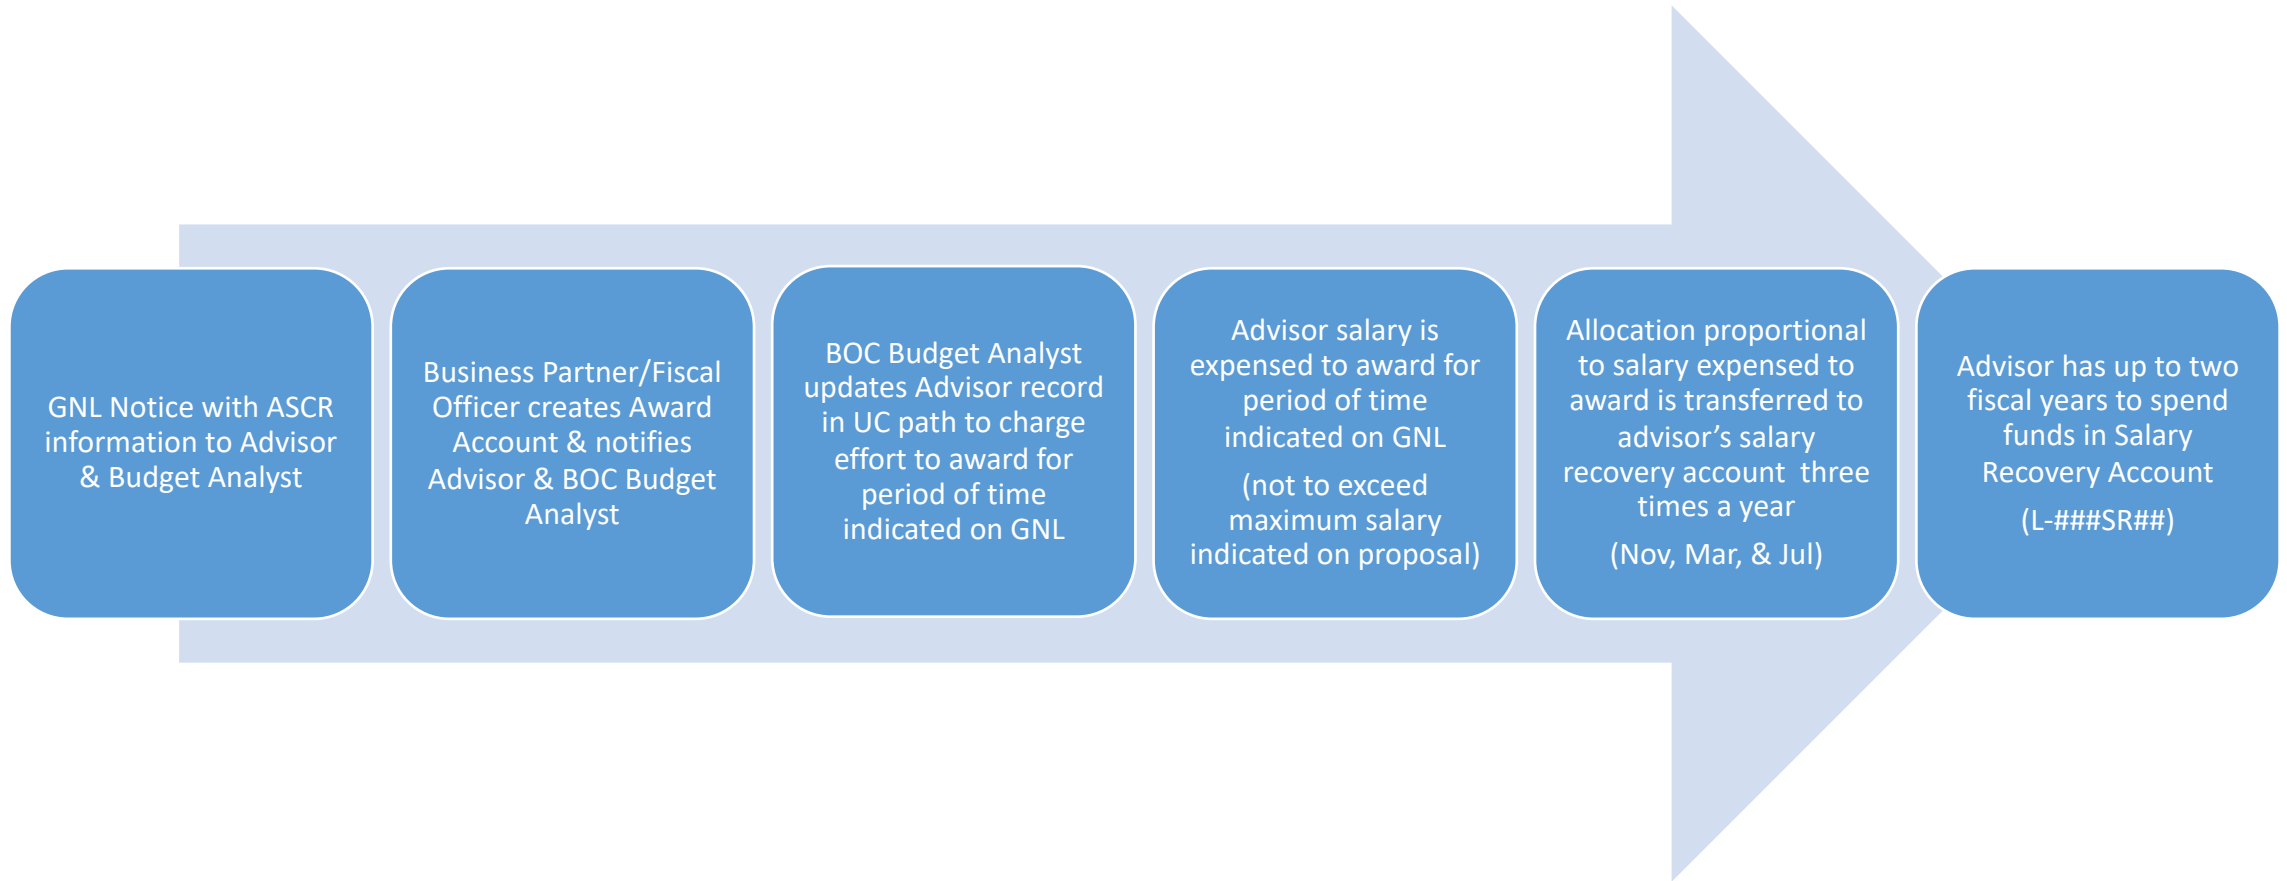 GNL Notice with ASCR
information to Advisor
& Budget Analyst
Business Partner/Fiscal
Officer creates Award
Account & notifies
Advisor & BOC Budget
Analyst
BOC Budget Analyst
updates Advisor record
in UC path to charge
effort to award for
period of time
indicated on GNL
Advisor salary is
expensed to award for
period of time
indicated on GNL
(not to exceed
maximum salary
indicated on proposal)
Allocation proportional
to salary expensed to
award is transferred to
advisor’s salary
recovery account  three
times a year
(Nov, Mar, & Jul)
Advisor has up to two
fiscal years to spend
funds in Salary
Recovery Account
(L-###SR##)